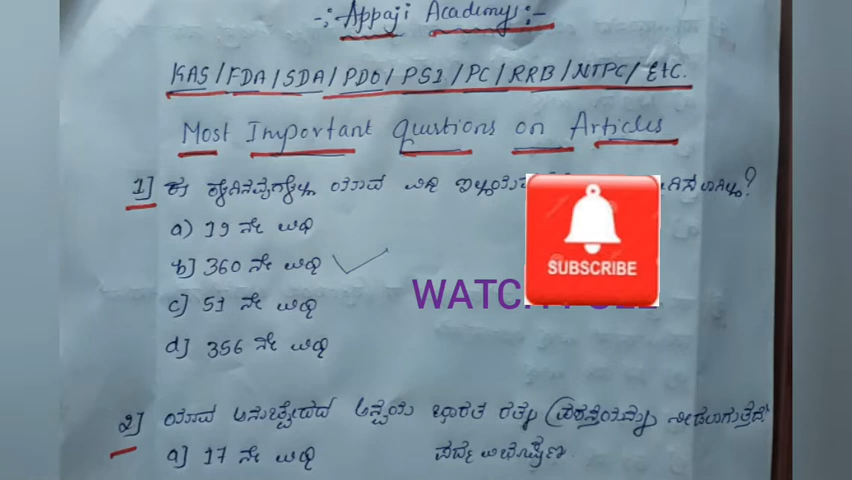 -:- Appaji Academy :-
KAS / FDA / SDA / PDO / PSI / PC / RRB / NTPC / Etc.
Most Important Questions on Articles
1] ಈ ಕೆಳಗಿನವುಗಳಲ್ಲಿ ಯಾವ ವಿಧಿ
a) 19 ನೇ ವಿಧಿ
b] 360 ನೇ ವಿಧಿ
SUBSCRIBE
WATC
c] 51 ನೇ ವಿಧಿ
d] 356 ನೇ ವಿಧಿ
2] ಯಾವ ಅನುಚ್ಛೇದದ ಅನ್ವಯ ಭಾರತ ರತ್ನ ಪ್ರಶಸ್ತಿಯನ್ನು ನೀಡಲಾಗುತ್ತಿದೆ?
a] 17 ನೇ ವಿಧಿ